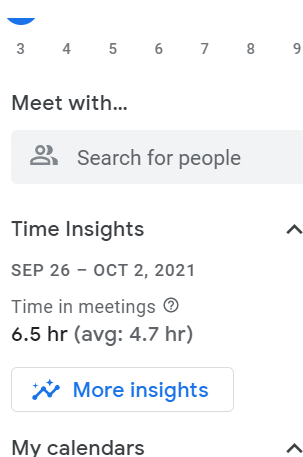 3 4 5 6 7 8 9
Meet with...
Search for people
Time Insights
SEP 26 – OCT 2, 2021
Time in meetings
6.5 hr (avg: 4.7 hr)
More insights
My calendars